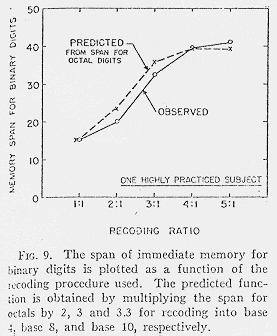 50
40
30
20
10
0
MEMORY SPAN FOR BINARY DIGITS
PREDICTED
FROM SPAN FOR
OCTAL DIGITS
OBSERVED
ONE HIGHLY PRACTICED SUBJECT
1:1 2:1 3:1 4:1 5:1
RECODING RATIO
FIG. 9. The span of immediate memory for
binary digits is plotted as a function of the
recoding procedure used. The predicted func-
tion is obtained by multiplying the span for
octals by 2, 3 and 3.3 for recoding into base
4, base 8, and base 10, respectively.